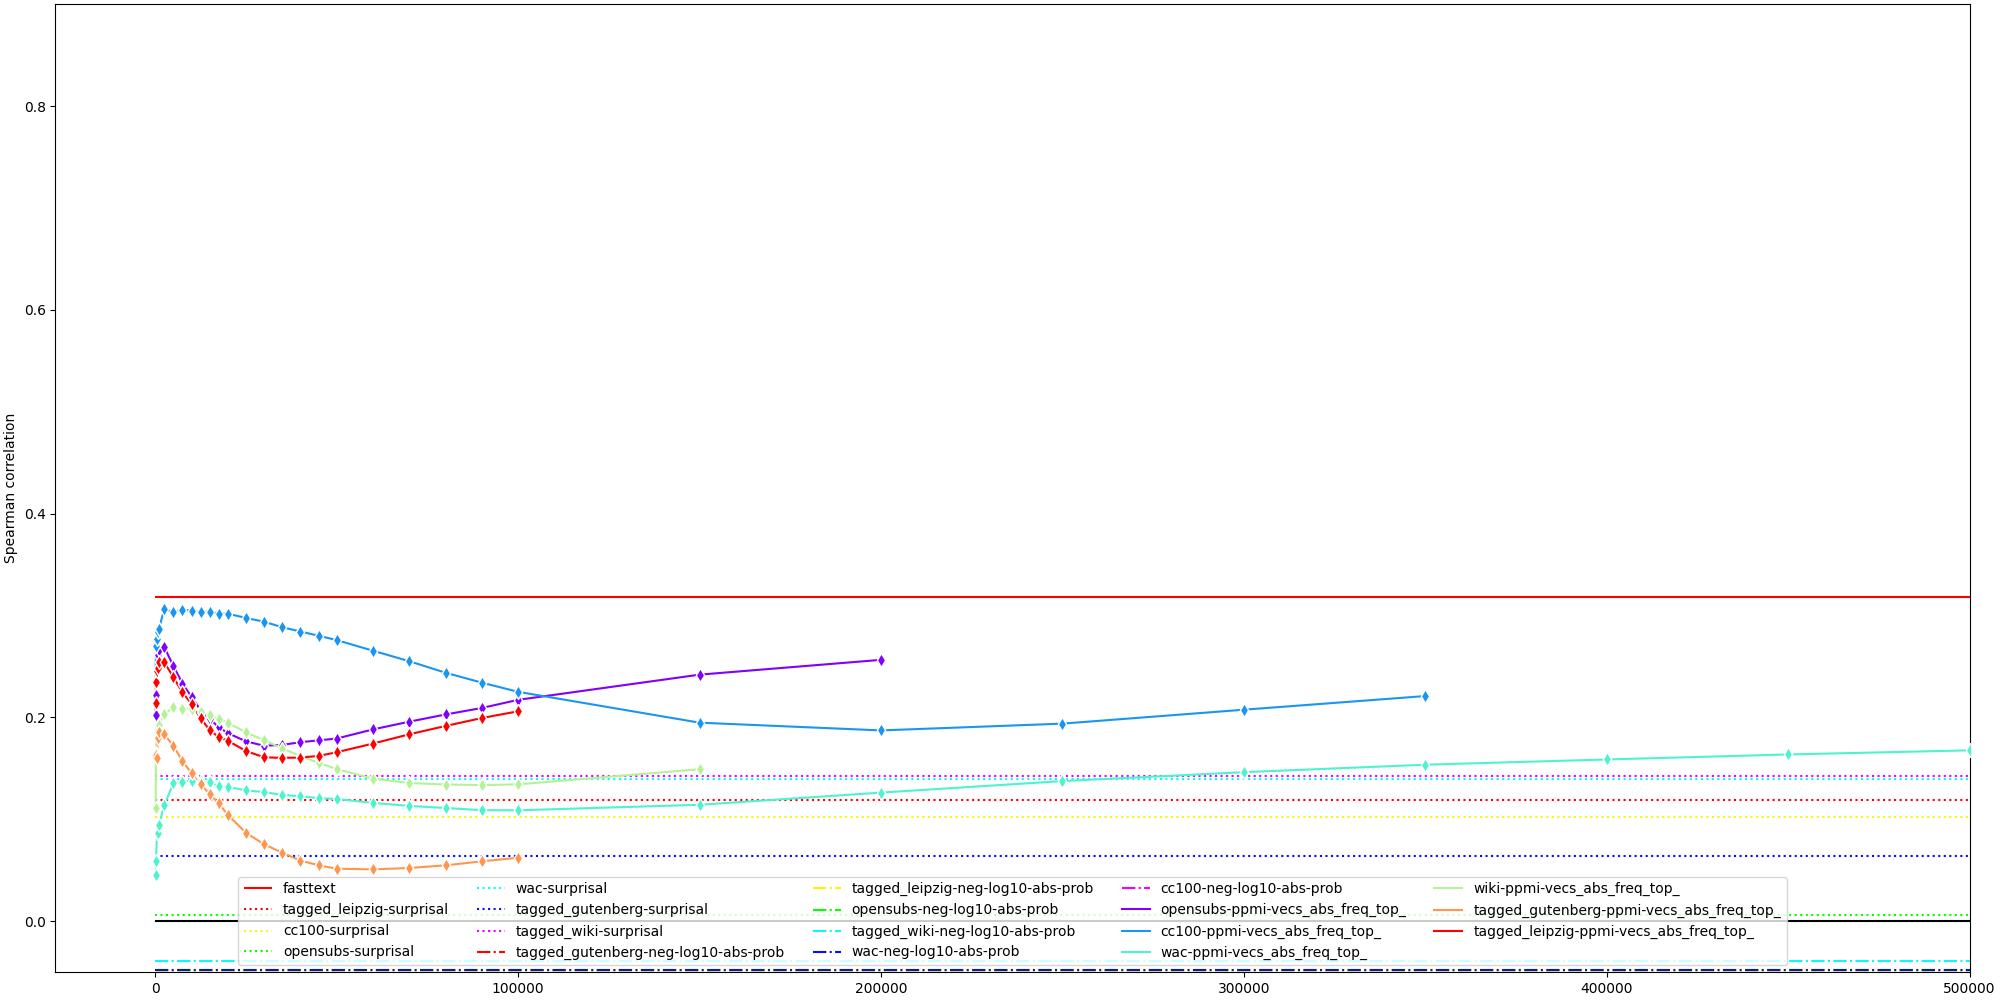 0.8
0.6
0.4
0.2
0.0
Spearman correlation
fasttext
tagged_leipzig-surprisal
cc100-surprisal
opensubs-surprisal
wac-surprisal
tagged_gutenberg-surprisal
tagged_wiki-surprisal
tagged_gutenberg-neg-log10-abs-prob
tagged_leipzig-neg-log10-abs-prob
opensubs-neg-log10-abs-prob
tagged_wiki-neg-log10-abs-prob
wac-neg-log10-abs-prob
cc100-neg-log10-abs-prob
opensubs-ppmi-vecs_abs_freq_top_
cc100-ppmi-vecs_abs_freq_top_
wac-ppmi-vecs_abs_freq_top_
wiki-ppmi-vecs_abs_freq_top_
tagged_gutenberg-ppmi-vecs_abs_freq_top_
tagged_leipzig-ppmi-vecs_abs_freq_top_
0
100000
200000
300000
400000
500000